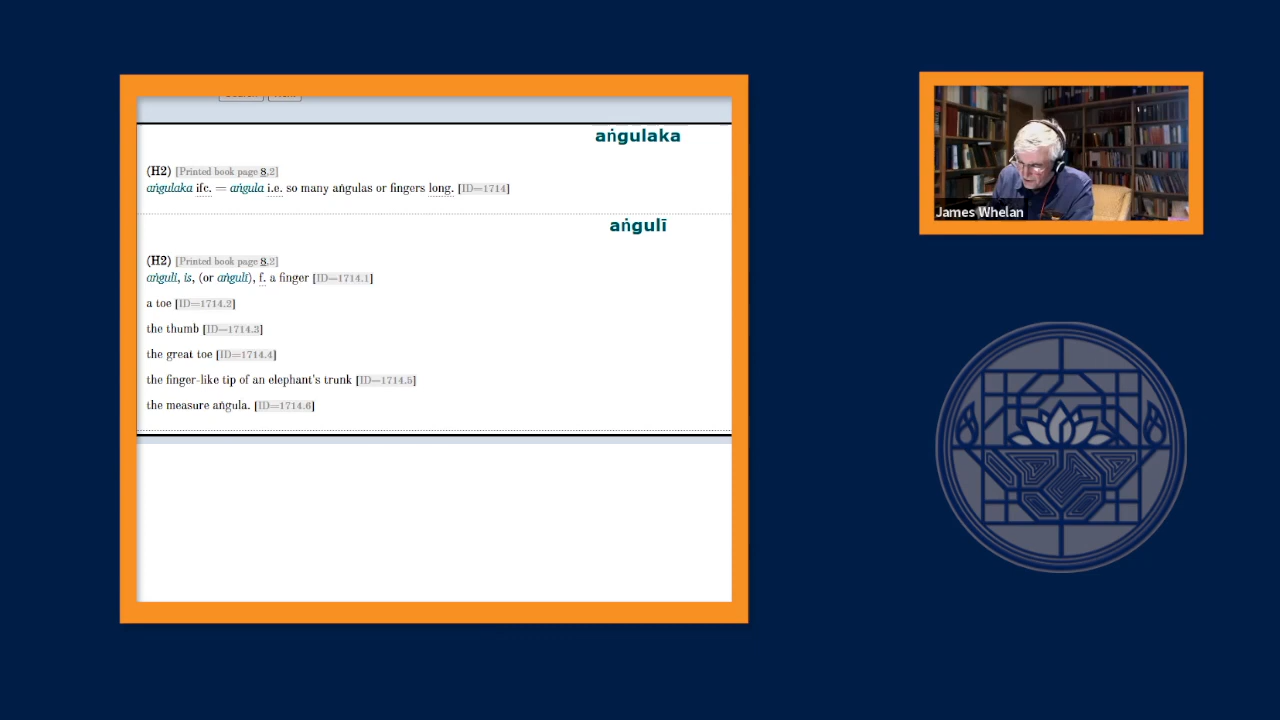 aṅgulaka
(H2) [Printed book page 8,2]
aṅgulaka ifc. = aṅgula i.e. so many aṅgulas or fingers long. [ID=1714]
aṅgulī
(H2) [Printed book page 8,2]
aṅguli, is, (or aṅgulī), f. a finger [ID=1714.1]
a toe [ID=1714.2]
the thumb [ID=1714.3]
the great toe [ID=1714.4]
the finger-like tip of an elephant's trunk [ID=1714.5]
the measure aṅgula. [ID=1714.6]
James Whelan